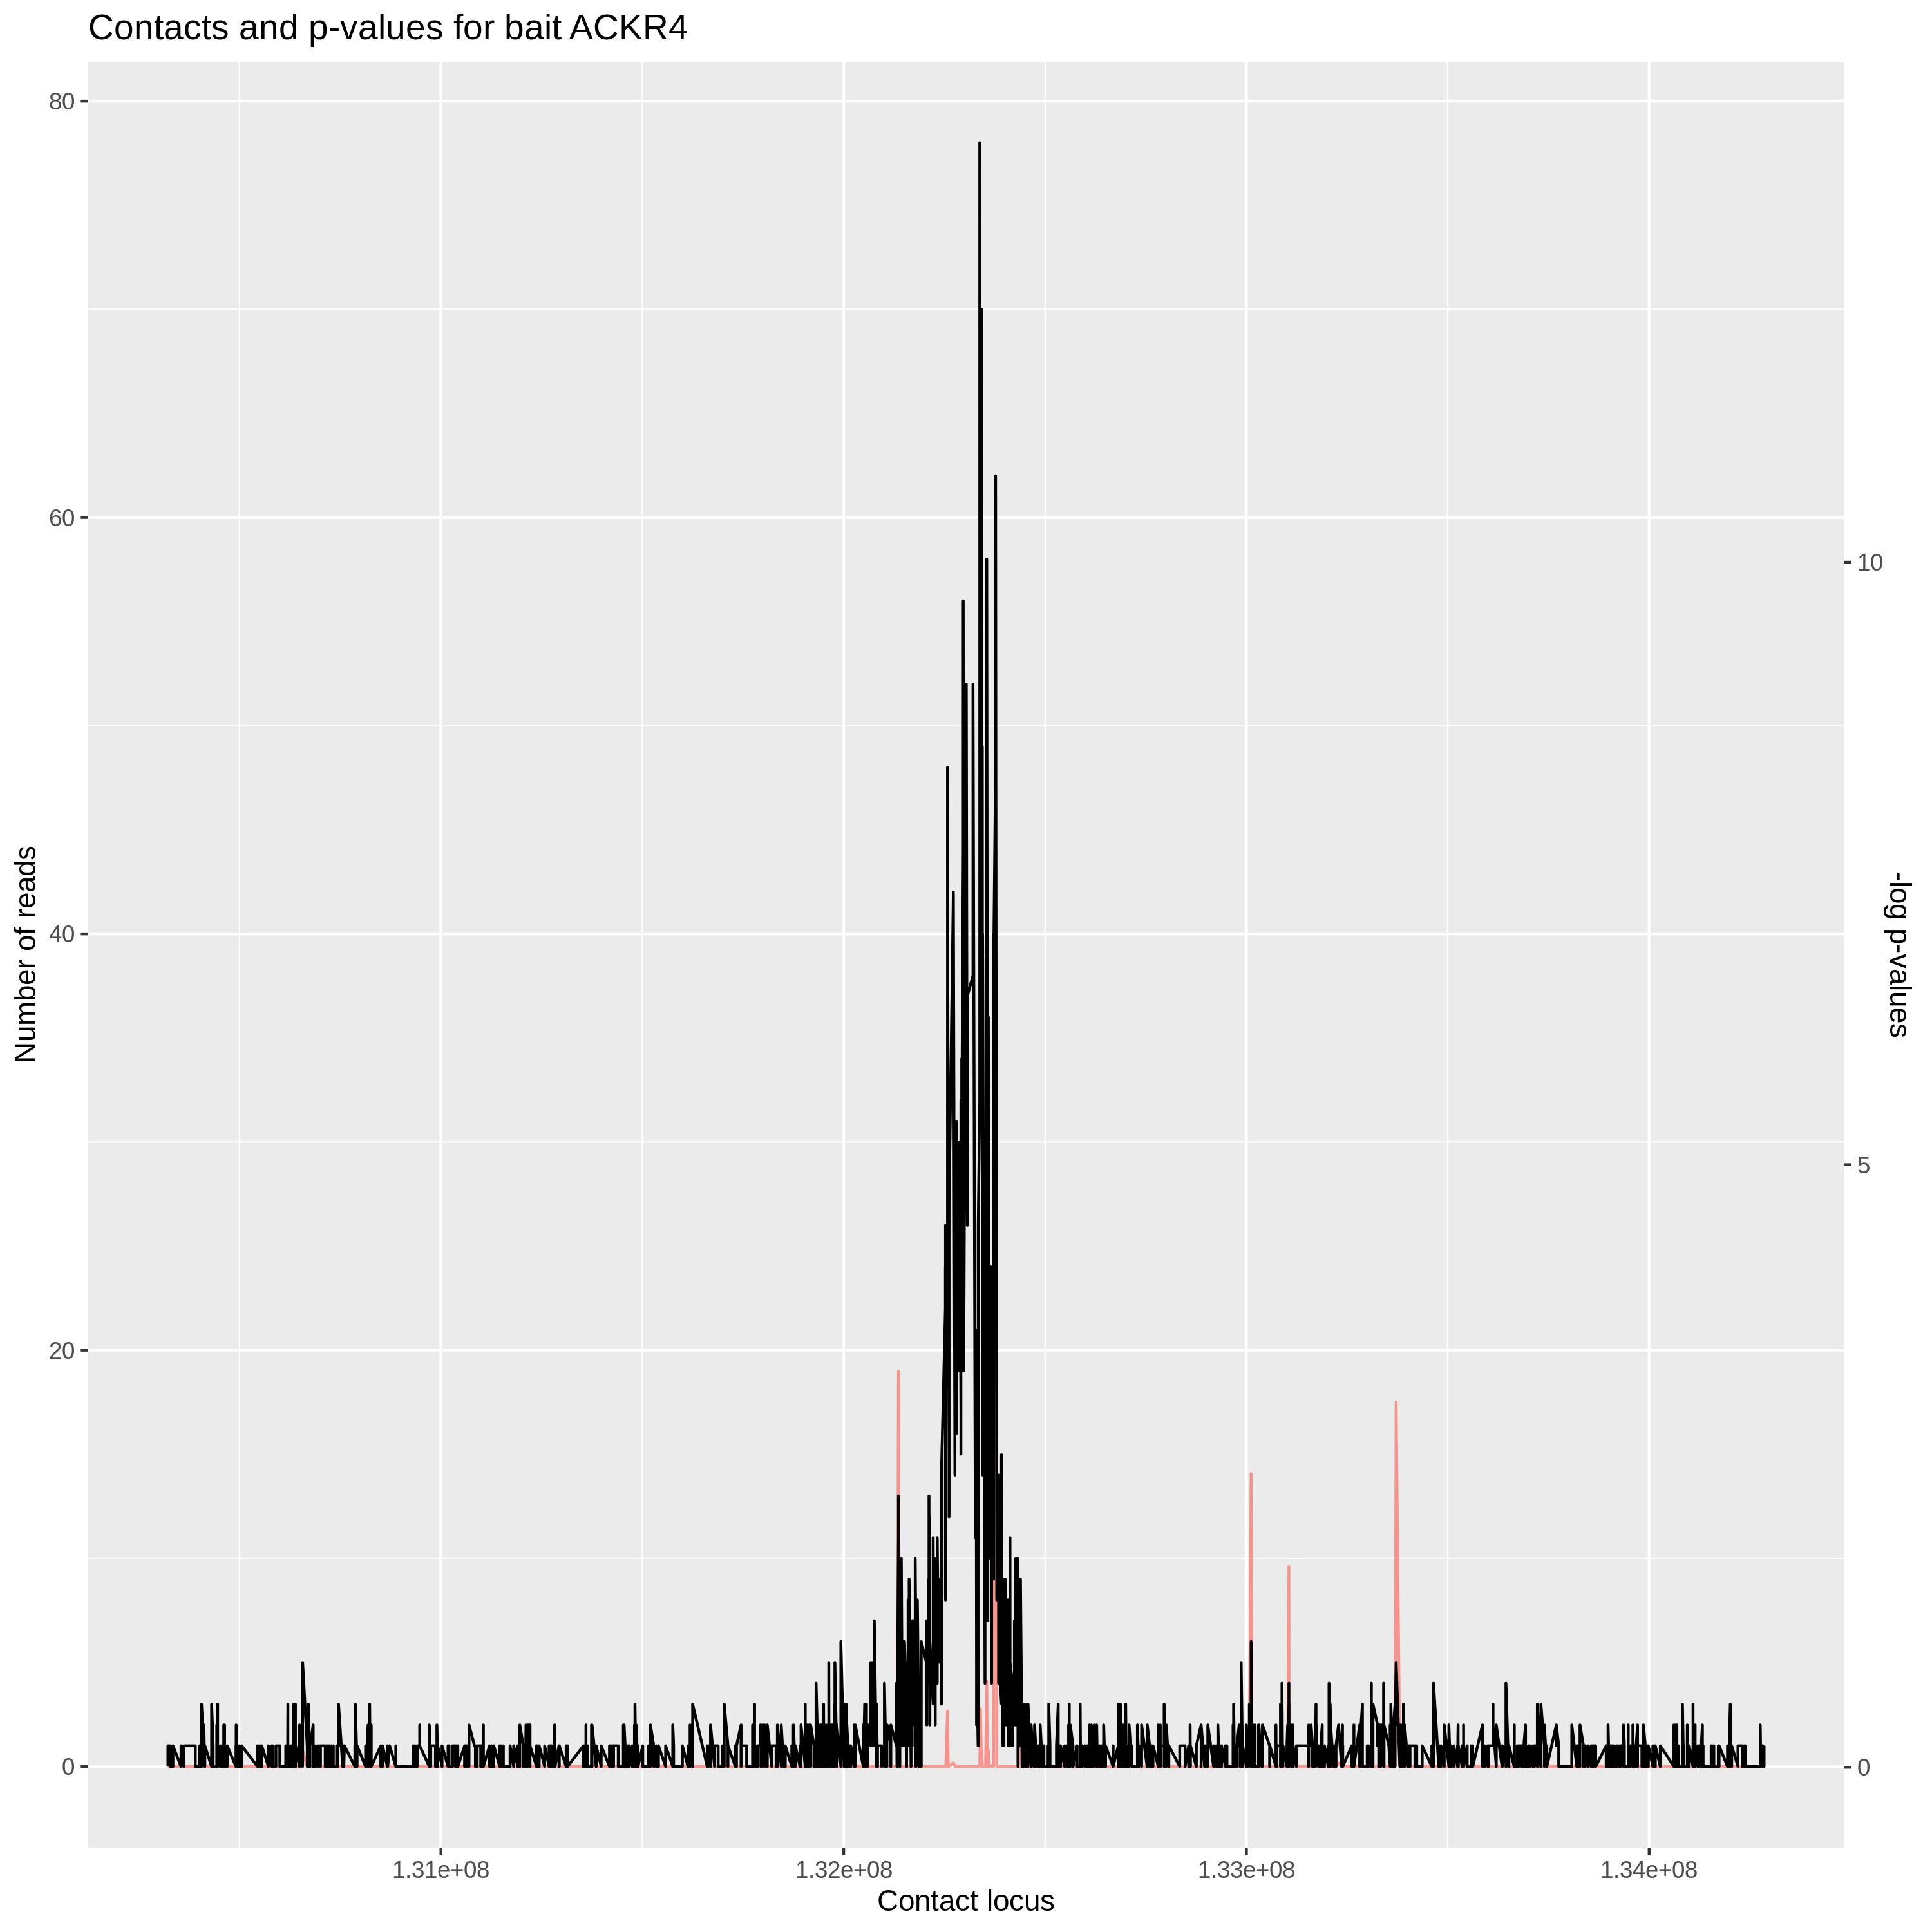 Contacts and p-values for bait ACKR4
80
60
40
20
0
Number of reads
10
5
0
-log p-values
1.31e+08
1.32e+08
1.33e+08
1.34e+08
Contact locus